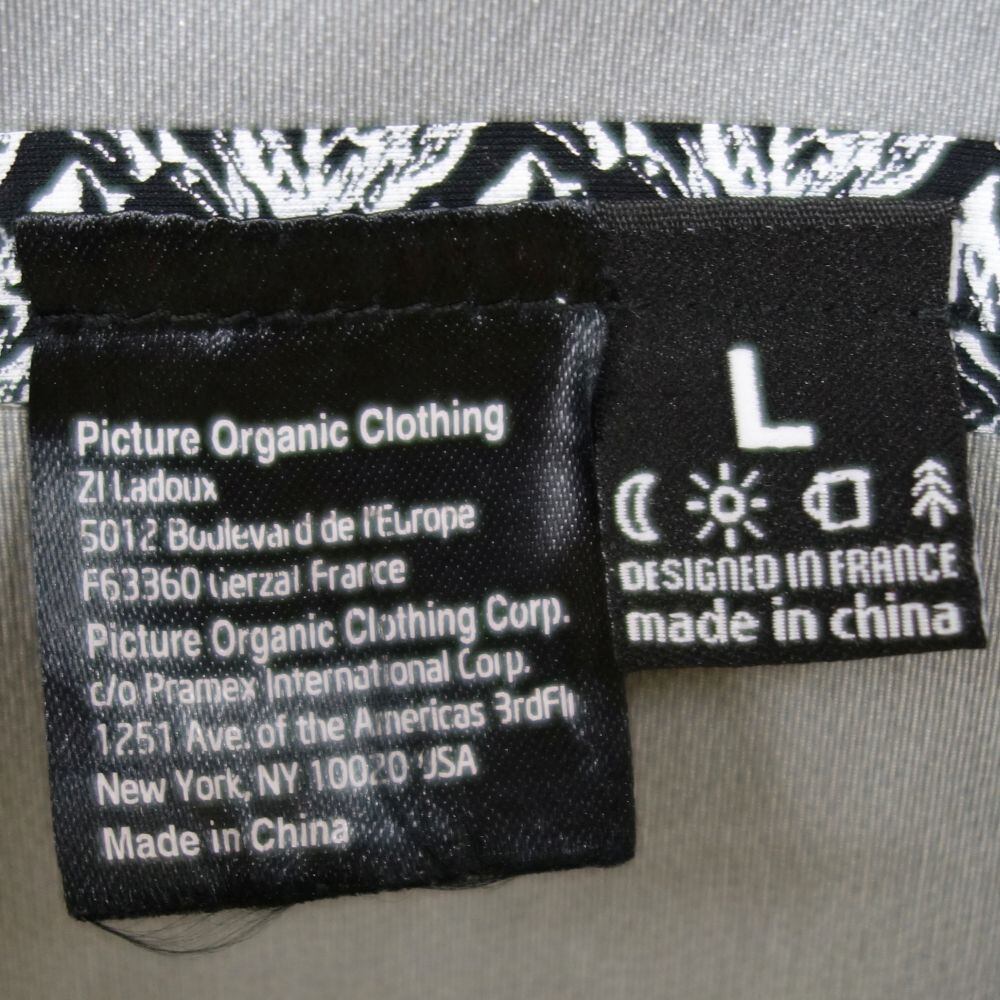 Picture Organic Clothing
ZI Ladoux
5012 Boulevard de l'Europe
F63360 Gerzat France
Picture Organic Clothing Corp.
c/o Pramex International Corp.
1251 Ave. of the Americas 3rdFl
New York, NY 10020 USA
Made in China
L
DESIGNED IN FRANCE
made in china